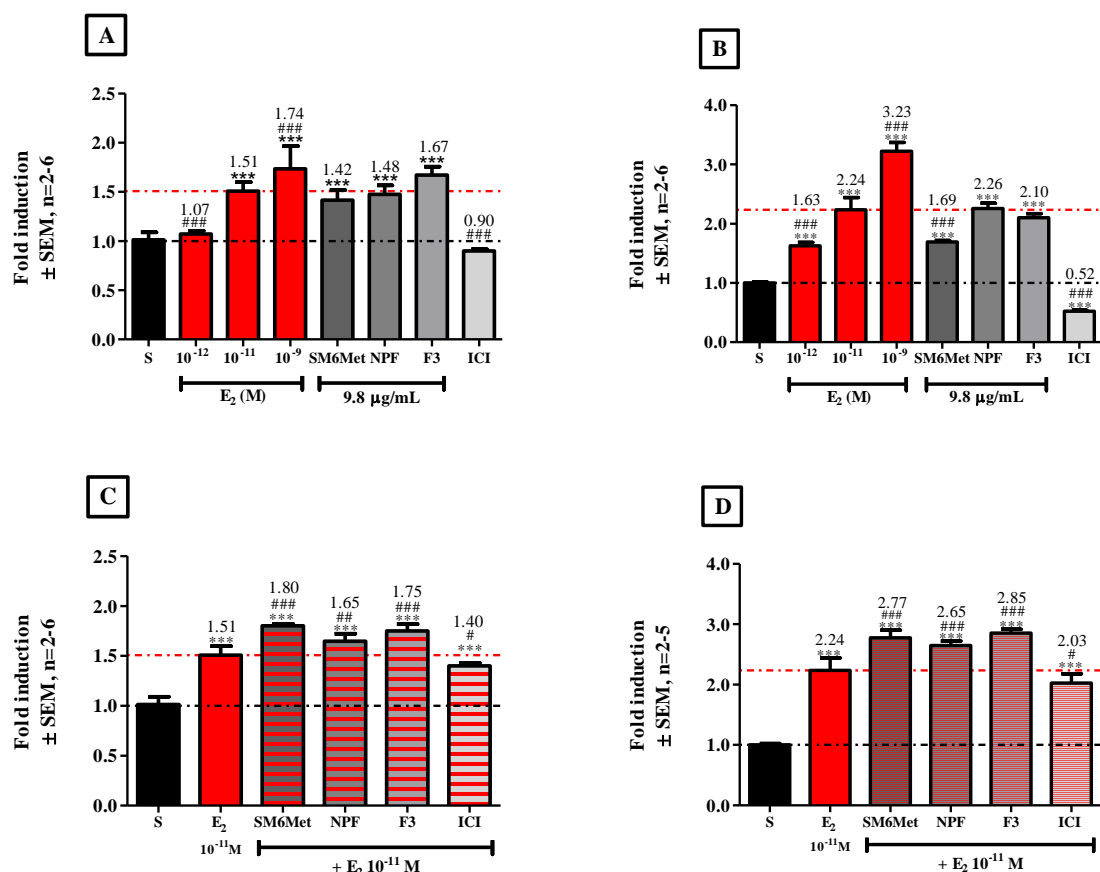 A
Fold induction
± SEM, n=2-6
2.5
2.0
1.5
1.0
0.5
0.0
1.07
###
1.51
***
1.74
###
***
1.42
***
1.48
***
1.67
***
0.90
###
S
10⁻¹²
10⁻¹¹
10⁻⁹
SM6Met
NPF
F3
ICI
E₂ (M)
9.8 µg/mL
B
Fold induction
± SEM, n=2-6
4.0
3.0
2.0
1.0
0.0
1.63
###
***
2.24
***
3.23
###
***
1.69
###
***
2.26
***
2.10
***
0.52
###
***
S
10⁻¹²
10⁻¹¹
10⁻⁹
SM6Met
NPF
F3
ICI
E₂ (M)
9.8 µg/mL
C
Fold induction
± SEM, n=2-6
2.5
2.0
1.5
1.0
0.5
0.0
1.51
***
1.80
###
***
1.65
##
***
1.75
###
***
1.40
#
***
S
E₂
10⁻¹¹M
SM6Met
NPF
F3
ICI
+ E₂ 10⁻¹¹ M
D
Fold induction
± SEM, n=2-5
4.0
3.0
2.0
1.0
0.0
2.24
***
2.77
###
***
2.65
###
***
2.85
###
***
2.03
#
***
S
E₂
10⁻¹¹M
SM6Met
NPF
F3
ICI
+ E₂ 10⁻¹¹ M